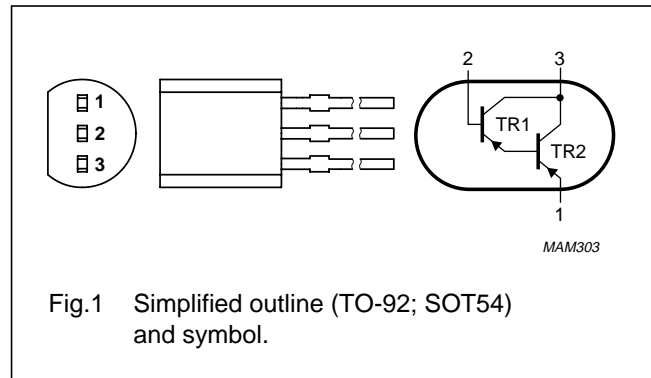 1
2
3
2 3
TR1
TR2
1
MAM303
Fig.1 Simplified outline (TO-92; SOT54)
and symbol.